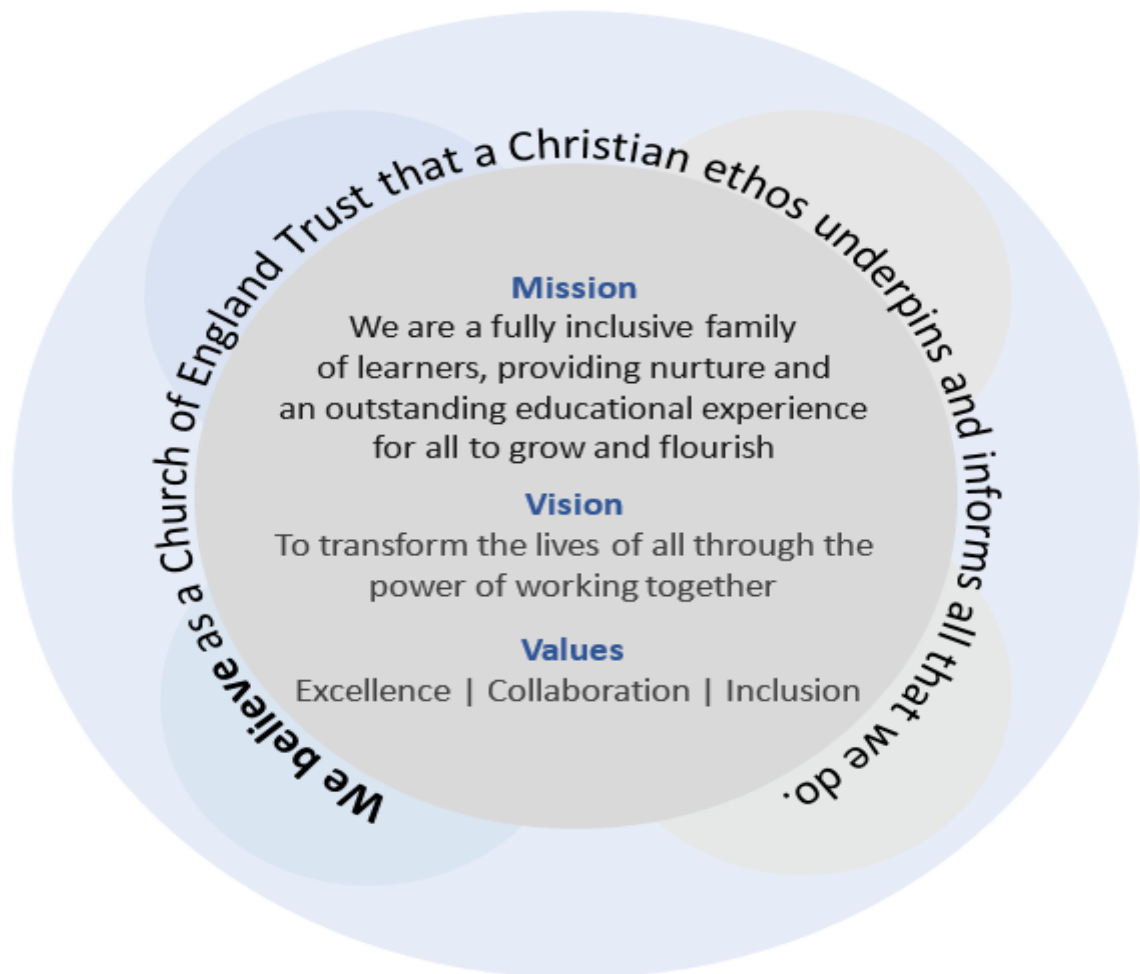 We believe as a Church of England Trust that a Christian ethos underpins and informs all that we do.
Mission
We are a fully inclusive family
of learners, providing nurture and
an outstanding educational experience
for all to grow and flourish
Vision
To transform the lives of all through the
power of working together
Values
Excellence | Collaboration | Inclusion